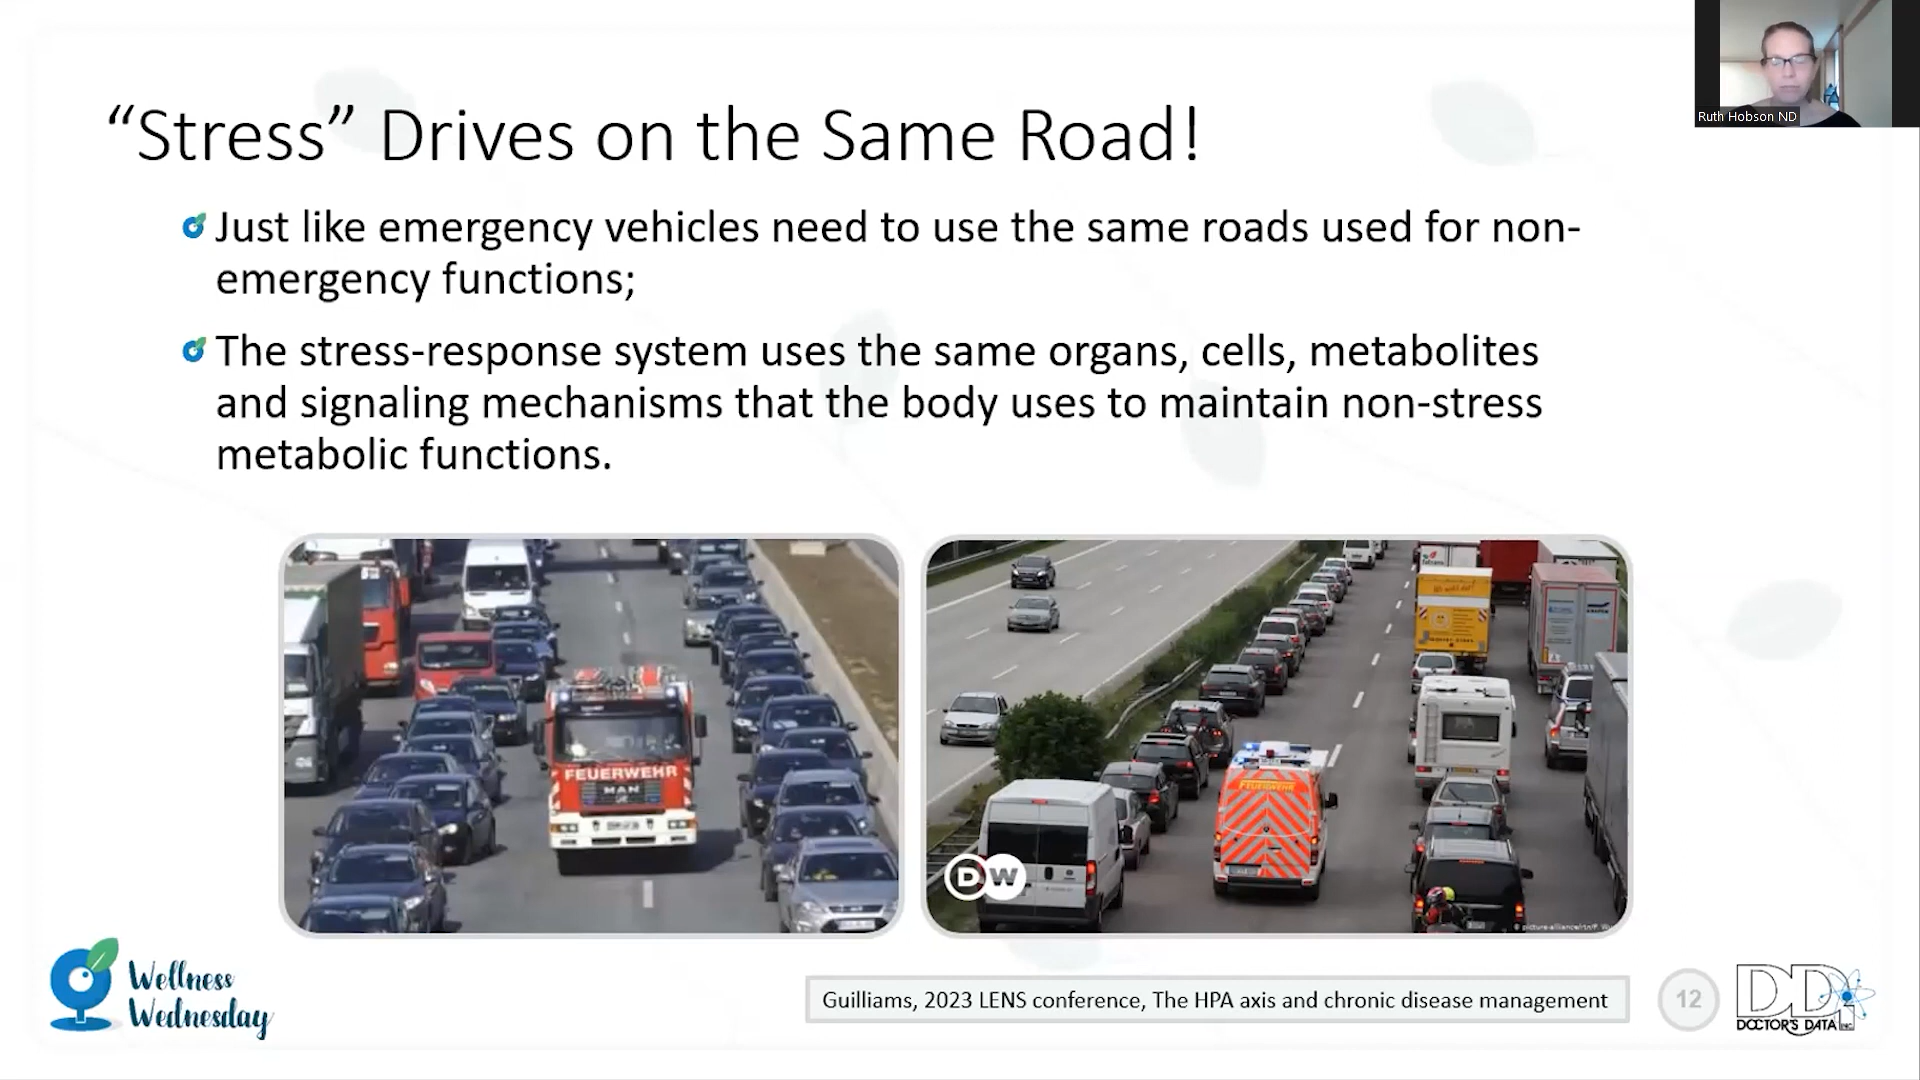 Ruth Hobson ND
“Stress” Drives on the Same Road!
Just like emergency vehicles need to use the same roads used for non-
emergency functions;
The stress-response system uses the same organs, cells, metabolites
and signaling mechanisms that the body uses to maintain non-stress
metabolic functions.
FEUERWEHR
MAN
FEUERWEHR
DW
Wellness
Wednesday
Guilliams, 2023 LENS conference, The HPA axis and chronic disease management
12
DDI
DOCTOR'S DATA